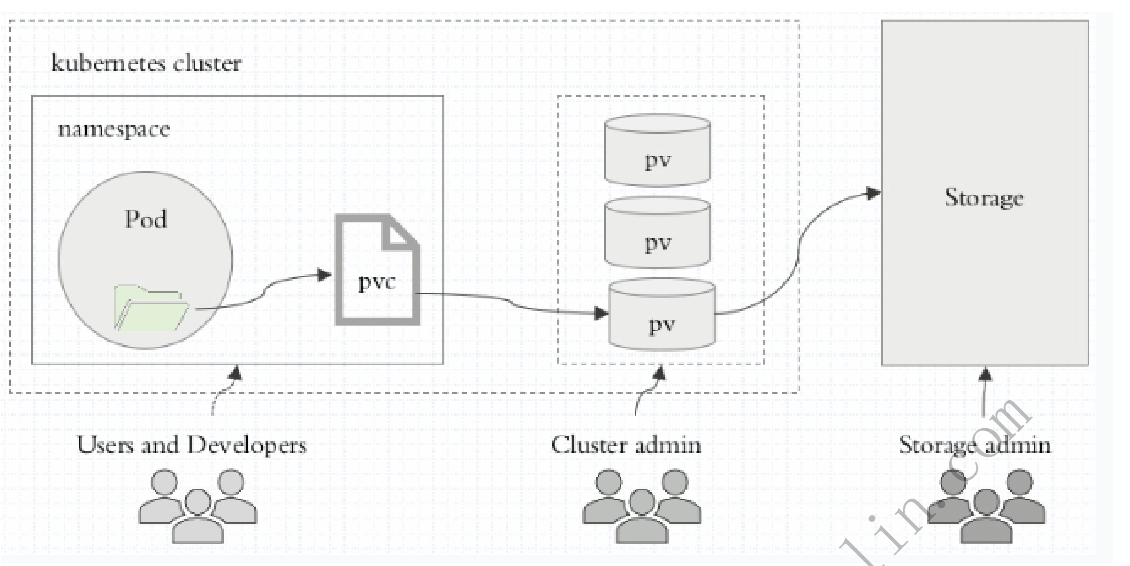 kubernetes cluster
namespace
Pod
pvc
pv
pv
pv
Storage
Users and Developers
Cluster admin
Storage admin
lin.com